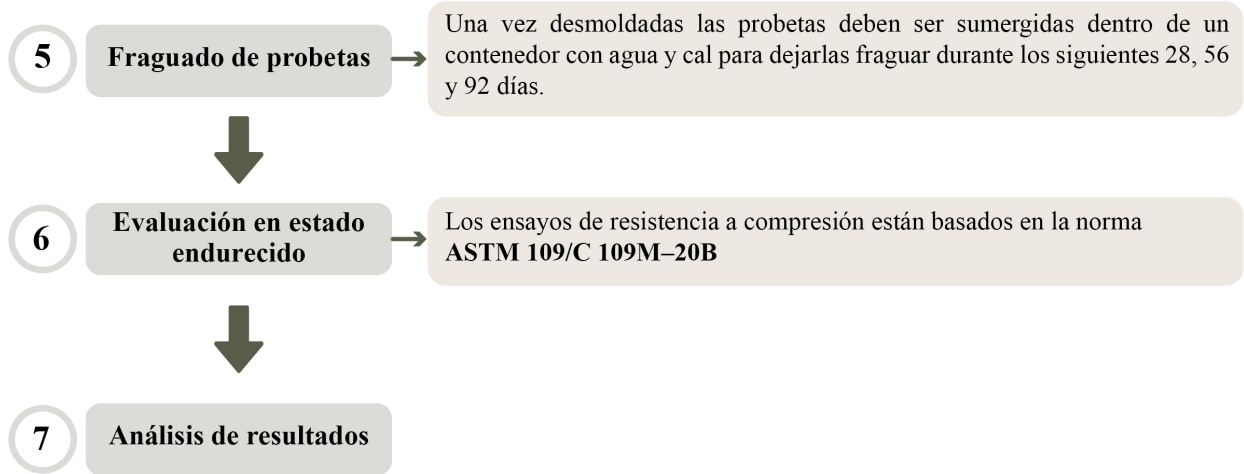 5
Fraguado de probetas
Una vez desmoldadas las probetas deben ser sumergidas dentro de un
contenedor con agua y cal para dejarlas fraguar durante los siguientes 28, 56
y 92 días.
6
Evaluación en estado
endurecido
Los ensayos de resistencia a compresión están basados en la norma
ASTM 109/C 109M–20B
7
Análisis de resultados